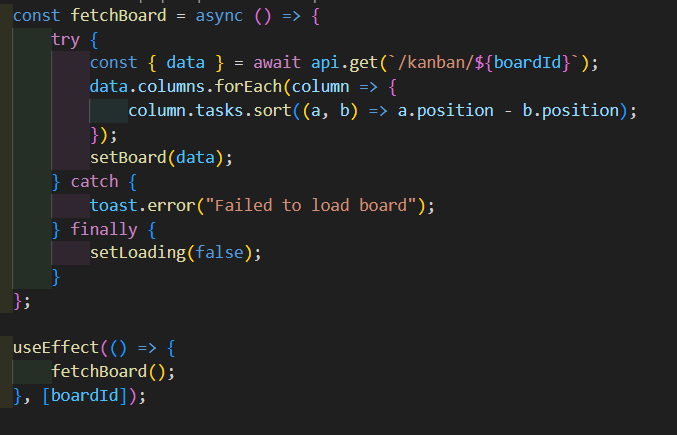 const fetchBoard = async () => {
    try {
        const { data } = await api.get(`/kanban/${boardId}`);
        data.columns.forEach(column => {
            column.tasks.sort((a, b) => a.position - b.position);
        });
        setBoard(data);
    } catch {
        toast.error("Failed to load board");
    } finally {
        setLoading(false);
    }
};

useEffect(() => {
    fetchBoard();
}, [boardId]);